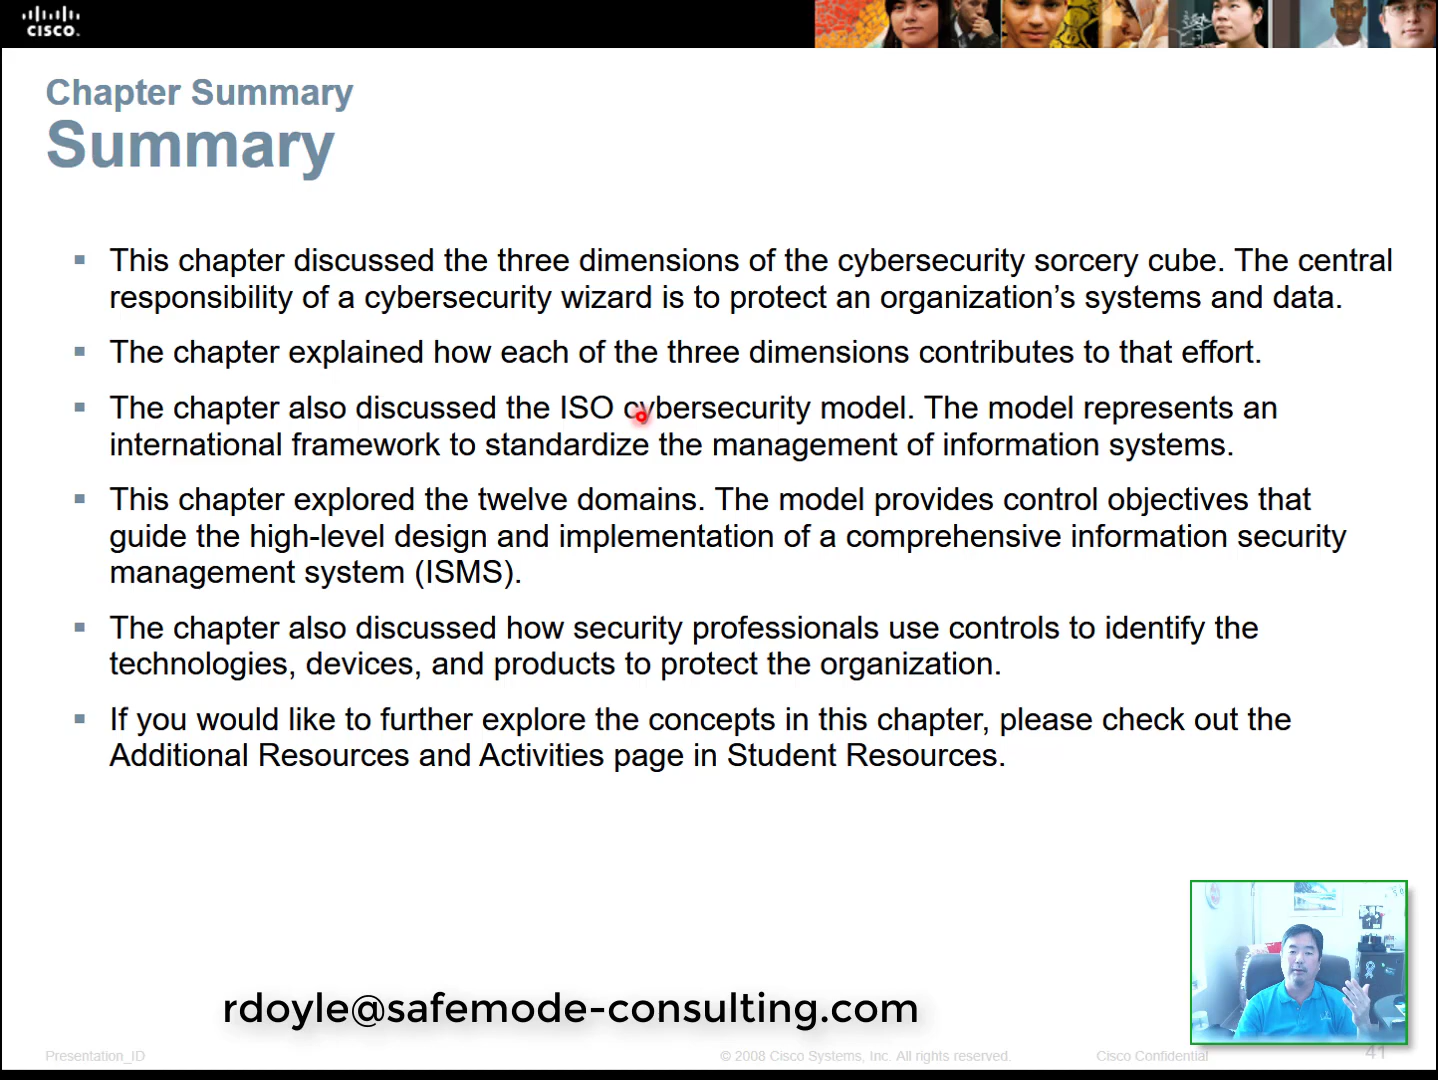 CISCO.
Chapter Summary
Summary
This chapter discussed the three dimensions of the cybersecurity sorcery cube. The central
responsibility of a cybersecurity wizard is to protect an organization’s systems and data.
The chapter explained how each of the three dimensions contributes to that effort.
The chapter also discussed the ISO cybersecurity model. The model represents an
international framework to standardize the management of information systems.
This chapter explored the twelve domains. The model provides control objectives that
guide the high-level design and implementation of a comprehensive information security
management system (ISMS).
The chapter also discussed how security professionals use controls to identify the
technologies, devices, and products to protect the organization.
If you would like to further explore the concepts in this chapter, please check out the
Additional Resources and Activities page in Student Resources.
rdoyle@safemode-consulting.com
Presentation_ID
© 2008 Cisco Systems, Inc. All rights reserved.
Cisco Confidential
41